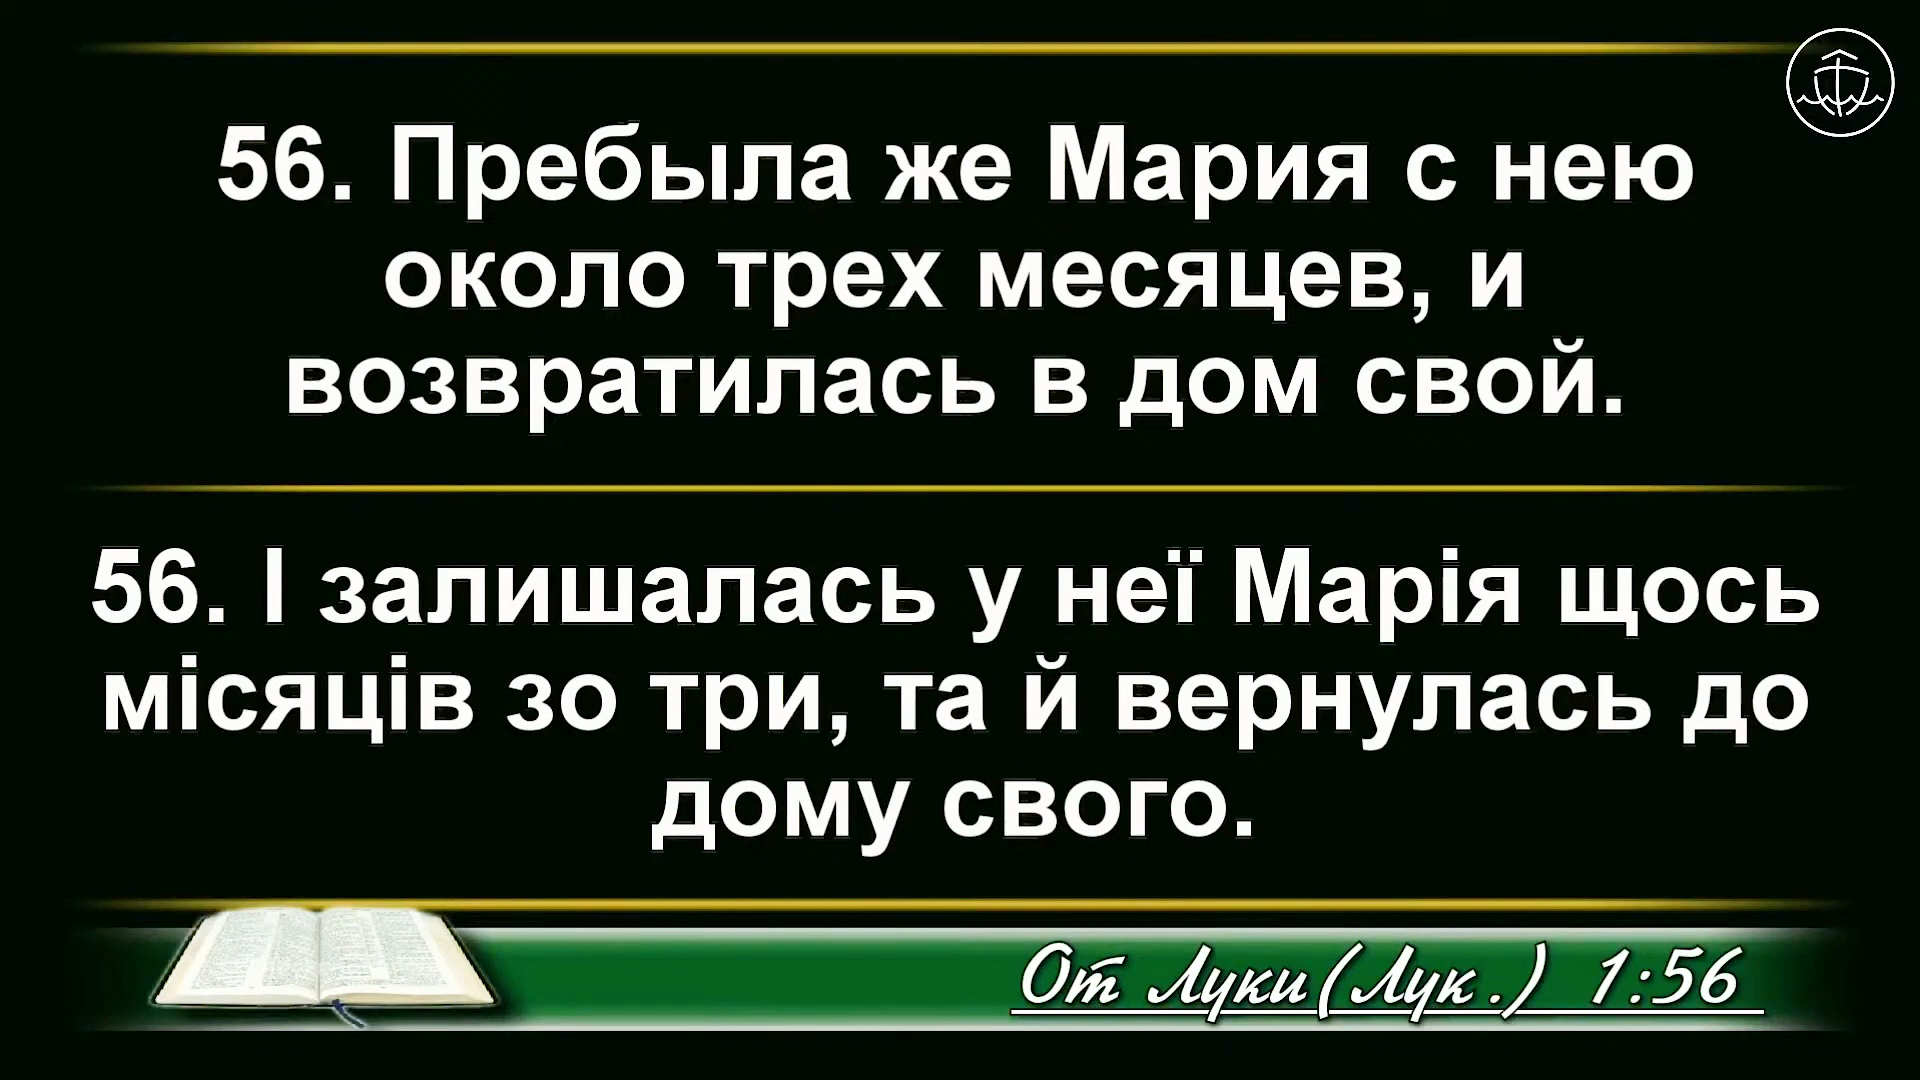 56. Пребыла же Мария с нею
около трех месяцев, и
возвратилась в дом свой.
56. І залишалась у неї Марія щось
місяців зо три, та й вернулась до
дому свого.
От Луки(Лук.) 1:56